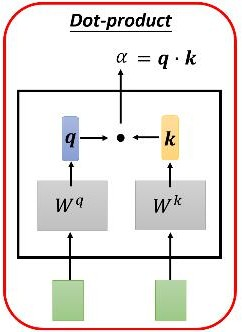 Dot-product
α = q · k
q
k
W^q
W^k